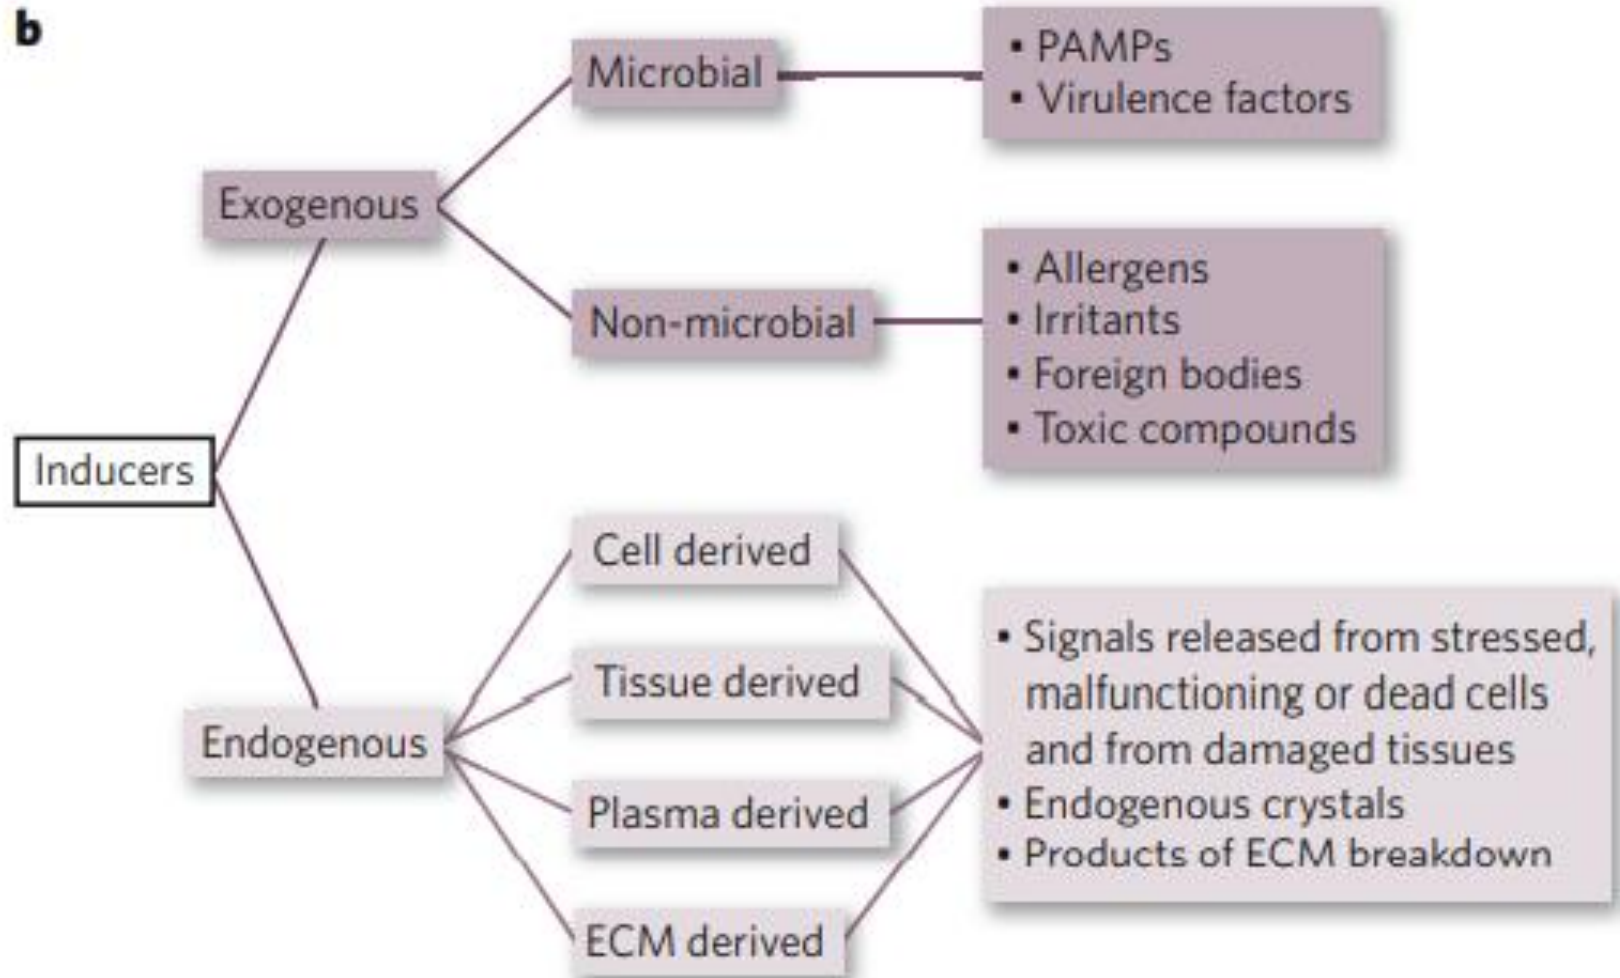 b
Inducers
Exogenous
Microbial
▪ PAMPs
▪ Virulence factors
Non-microbial
▪ Allergens
▪ Irritants
▪ Foreign bodies
▪ Toxic compounds
Endogenous
Cell derived
Tissue derived
Plasma derived
ECM derived
▪ Signals released from stressed,
malfunctioning or dead cells
and from damaged tissues
▪ Endogenous crystals
▪ Products of ECM breakdown